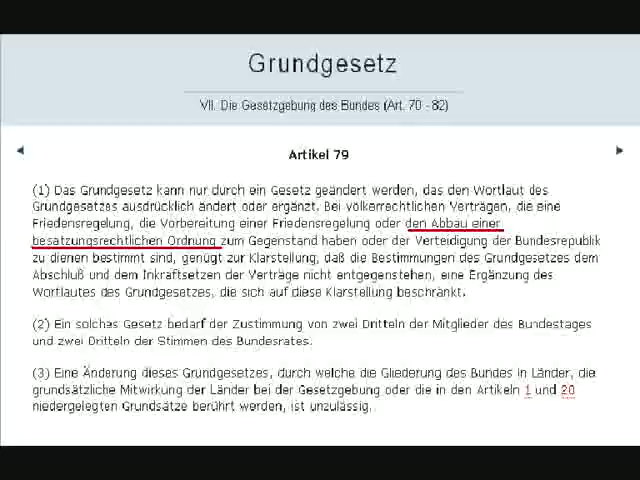 Grundgesetz
VII. Die Gesetzgebung des Bundes (Art. 70 - 82)
Artikel 79
(1) Das Grundgesetz kann nur durch ein Gesetz geändert werden, das den Wortlaut des
Grundgesetzes ausdrücklich ändert oder ergänzt. Bei völkerrechtlichen Verträgen, die eine
Friedensregelung, die Vorbereitung einer Friedensregelung oder den Abbau einer
besatzungsrechtlichen Ordnung zum Gegenstand haben oder der Verteidigung der Bundesrepublik
zu dienen bestimmt sind, genügt zur Klarstellung, daß die Bestimmungen des Grundgesetzes dem
Abschluß und dem Inkraftsetzen der Verträge nicht entgegenstehen, eine Ergänzung des
Wortlautes des Grundgesetzes, die sich auf diese Klarstellung beschränkt.
(2) Ein solches Gesetz bedarf der Zustimmung von zwei Dritteln der Mitglieder des Bundestages
und zwei Dritteln der Stimmen des Bundesrates.
(3) Eine Änderung dieses Grundgesetzes, durch welche die Gliederung des Bundes in Länder, die
grundsätzliche Mitwirkung der Länder bei der Gesetzgebung oder die in den Artikeln 1 und 20
niedergelegten Grundsätze berührt werden, ist unzulässig.